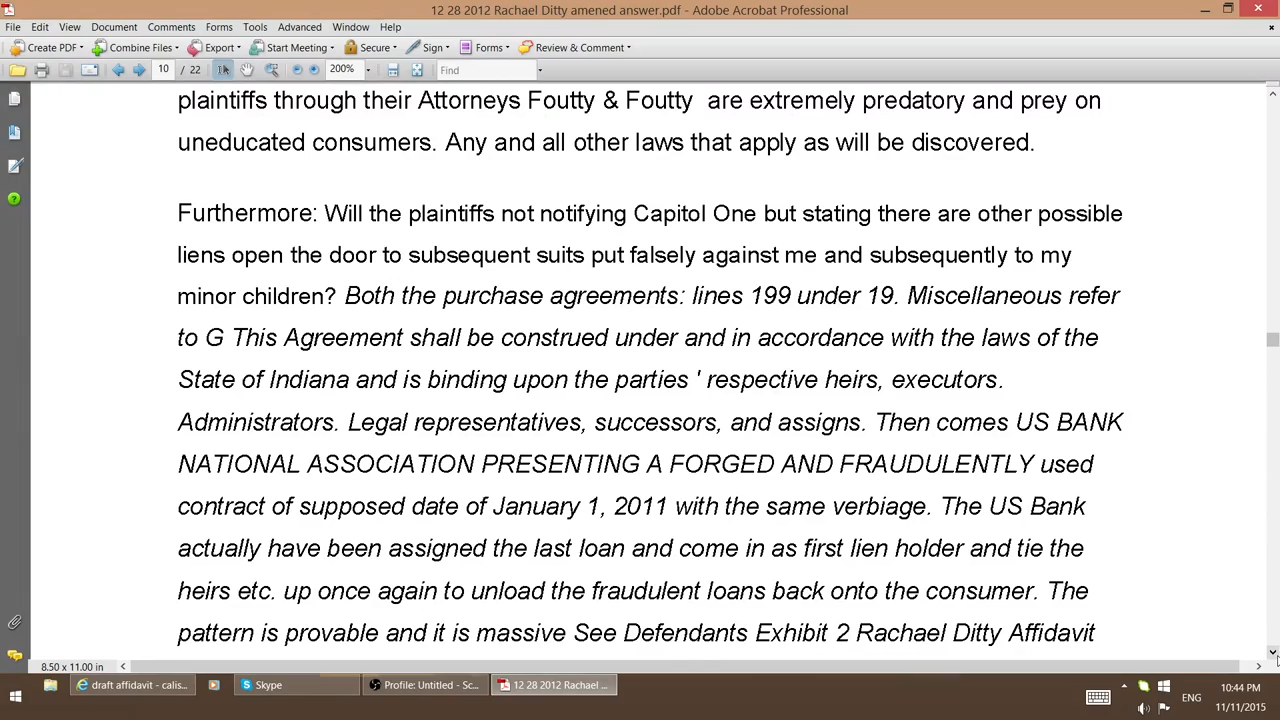 12 28 2012 Rachael Ditty amened answer.pdf - Adobe Acrobat Professional
File Edit View Document Comments Forms Tools Advanced Window Help
Create PDF Combine Files Export Start Meeting Secure Sign Forms Review & Comment
10 / 22 200% Find
plaintiffs through their Attorneys Foutty & Foutty are extremely predatory and prey on
uneducated consumers. Any and all other laws that apply as will be discovered.
Furthermore: Will the plaintiffs not notifying Capitol One but stating there are other possible
liens open the door to subsequent suits put falsely against me and subsequently to my
minor children? Both the purchase agreements: lines 199 under 19. Miscellaneous refer
to G This Agreement shall be construed under and in accordance with the laws of the
State of Indiana and is binding upon the parties ' respective heirs, executors.
Administrators. Legal representatives, successors, and assigns. Then comes US BANK
NATIONAL ASSOCIATION PRESENTING A FORGED AND FRAUDULENTLY used
contract of supposed date of January 1, 2011 with the same verbiage. The US Bank
actually have been assigned the last loan and come in as first lien holder and tie the
heirs etc. up once again to unload the fraudulent loans back onto the consumer. The
pattern is provable and it is massive See Defendants Exhibit 2 Rachael Ditty Affidavit
8.50 x 11.00 in
draft affidavit - calis... Skype Profile: Untitled - Sc... 12 28 2012 Rachael ... ENG 10:44 PM
11/11/2015